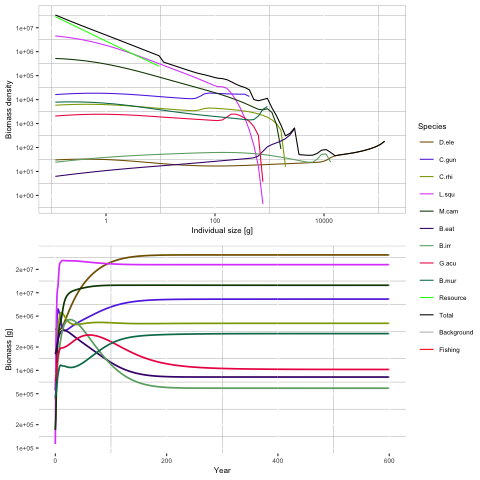 1e+07
1e+06
1e+05
1e+04
1e+03
1e+02
1e+01
1e+00
Biomass density
1
100
10000
Individual size [g]
2e+07
1e+07
5e+06
2e+06
1e+06
5e+05
2e+05
1e+05
Biomass [g]
0
200
400
600
Year
Species
D.ele
C.gun
C.rhi
L.squ
M.cam
B.eat
B.irr
G.acu
B.mur
Resource
Total
Background
Fishing